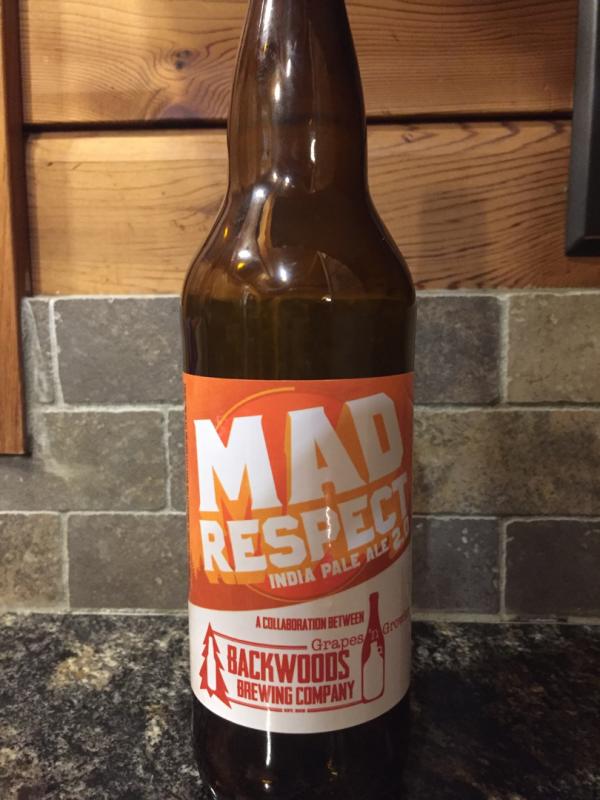 MAD
RESPECT
INDIA PALE ALE 2.0
A COLLABORATION BETWEEN
Grapes 'n
BACKWOODS
BREWING COMPANY